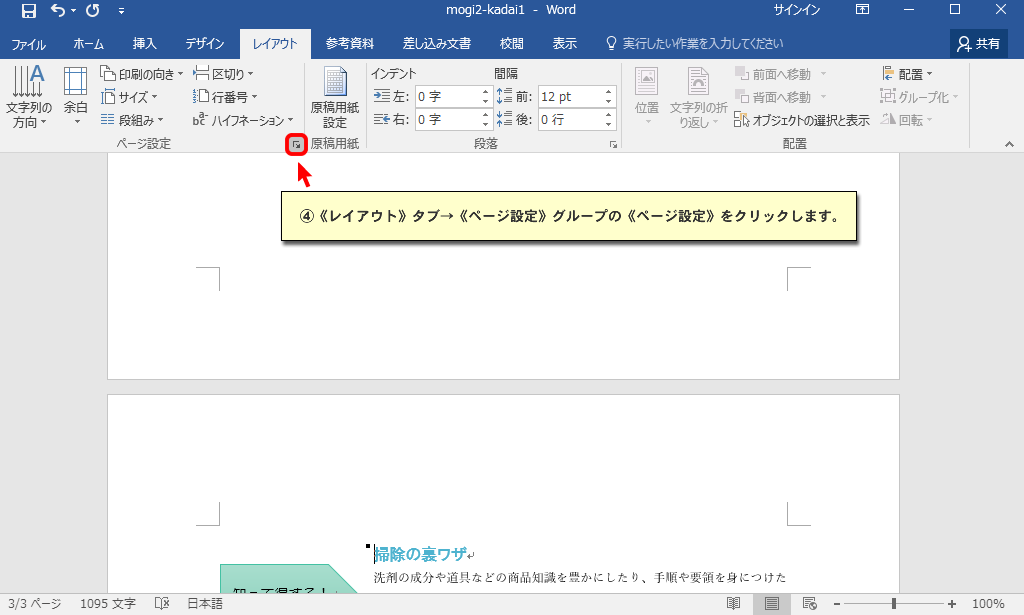 mogi2-kadai1 - Word
サインイン
ファイル
ホーム
挿入
デザイン
レイアウト
参考資料
差し込み文書
校閲
表示
実行したい作業を入力してください
共有
文字列の
方向
余白
印刷の向き
サイズ
段組み
区切り
行番号
ハイフネーション
ページ設定
原稿用紙
設定
原稿用紙
インデント
左: 0 字
右: 0 字
間隔
前: 12 pt
後: 0 行
段落
位置
文字列の折
り返し
前面へ移動
背面へ移動
オブジェクトの選択と表示
配置
グループ化
回転
配置
④《レイアウト》タブ→《ページ設定》グループの《ページ設定》をクリックします。
掃除の裏ワザ
洗剤の成分や道具などの商品知識を豊かにしたり、手順や要領を身につけた
知って得する！
3/3 ページ
1095 文字
日本語
100%